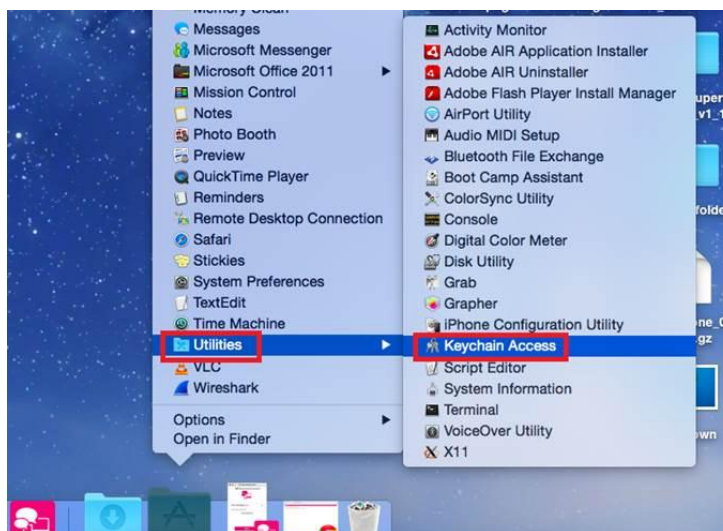 Memory Clean
Messages
Microsoft Messenger
Microsoft Office 2011
Mission Control
Notes
Photo Booth
Preview
QuickTime Player
Reminders
Remote Desktop Connection
Safari
Stickies
System Preferences
TextEdit
Time Machine
Utilities
VLC
Wireshark
Options
Open in Finder
Activity Monitor
Adobe AIR Application Installer
Adobe AIR Uninstaller
Adobe Flash Player Install Manager
AirPort Utility
Audio MIDI Setup
Bluetooth File Exchange
Boot Camp Assistant
ColorSync Utility
Console
Digital Color Meter
Disk Utility
Grab
Grapher
iPhone Configuration Utility
Keychain Access
Script Editor
System Information
Terminal
VoiceOver Utility
X11